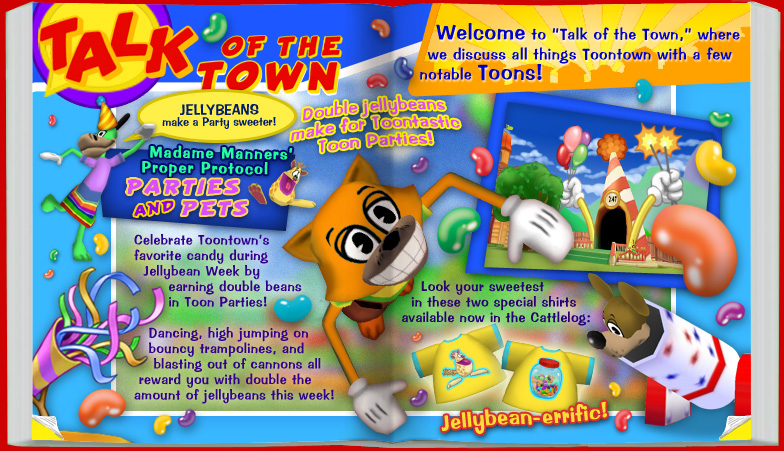 TALK
OF THE
TOWN
JELLYBEANS
make a Party sweeter!
Double jellybeans
make for Toontastic
Toon Parties!
Madame Manners'
Proper Protocol
PARTIES
AND PETS
Celebrate Toontown's
favorite candy during
Jellybean Week by
earning double beans
in Toon Parties!
Dancing, high jumping on
bouncy trampolines, and
blasting out of cannons all
reward you with double the
amount of jellybeans this week!
Welcome to "Talk of the Town," where
we discuss all things Toontown with a few
notable Toons!
247
Look your sweetest
in these two special shirts
available now in the Cattlelog:
Jellybean-errific!